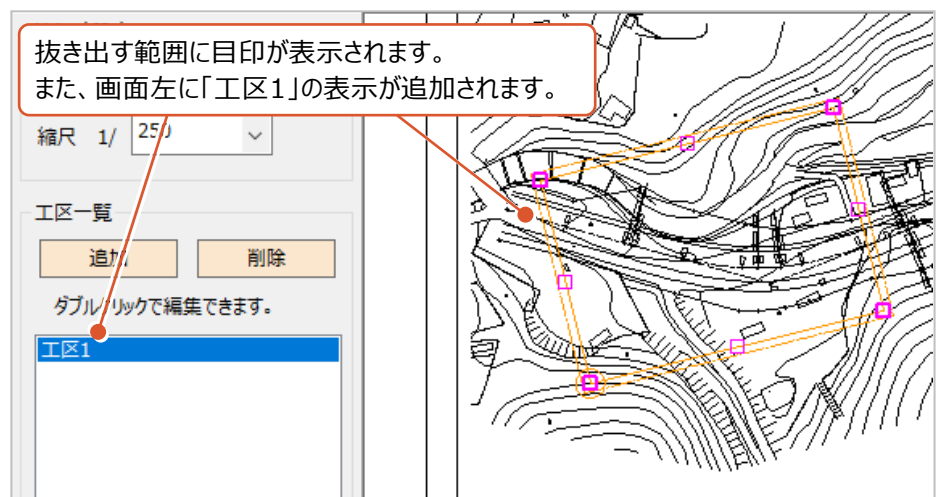 抜き出す範囲に目印が表示されます。
また、画面左に「工区1」の表示が追加されます。
縮尺 1/ 250
工区一覧
追加 削除
ダブルクリックで編集できます。
工区1